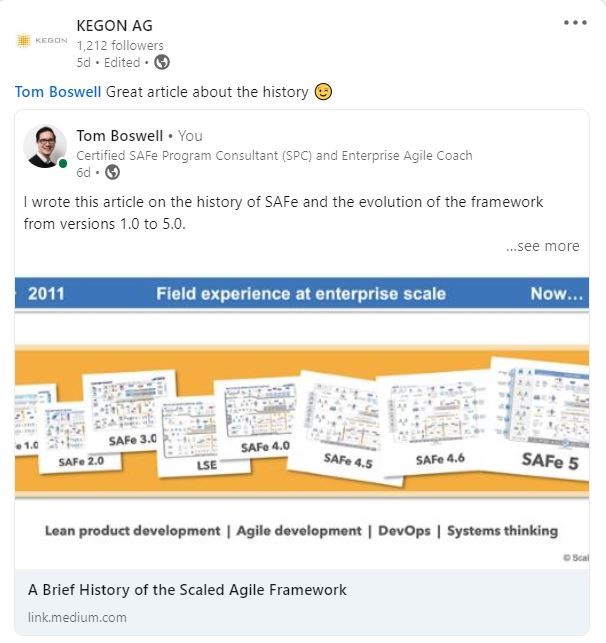 KEGON AG
KEGON
1,212 followers
5d • Edited •
Tom Boswell Great article about the history 😉
Tom Boswell • You
Certified SAFe Program Consultant (SPC) and Enterprise Agile Coach
6d •
I wrote this article on the history of SAFe and the evolution of the framework
from versions 1.0 to 5.0.
...see more
2011 Field experience at enterprise scale Now...
e 1.0 SAFe 2.0 SAFe 3.0 LSE SAFe 4.0 SAFe 4.5 SAFe 4.6 SAFe 5
Lean product development | Agile development | DevOps | Systems thinking
© Scal
A Brief History of the Scaled Agile Framework
link.medium.com